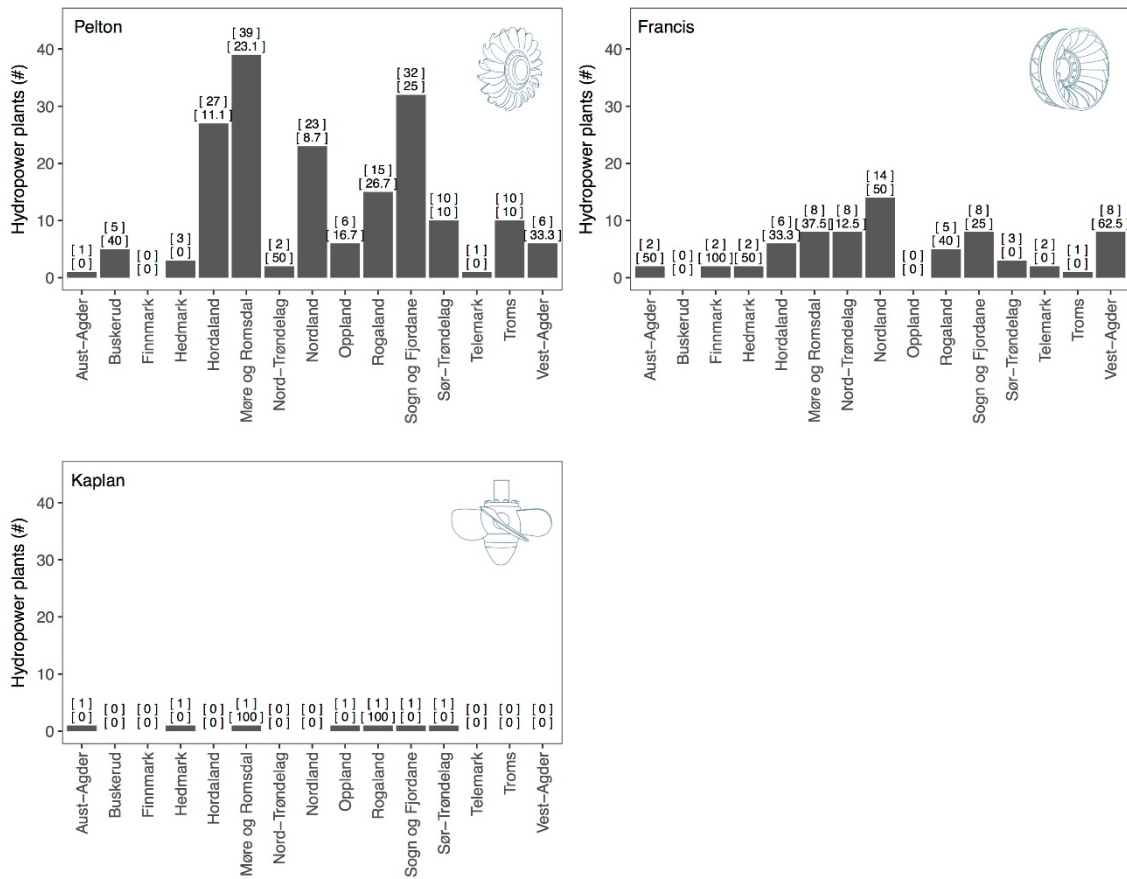 Pelton
Hydropower plants (#)
40
30
20
10
0
[ 1 ]
[ 0 ]
[ 5 ]
[ 40 ]
[ 0 ]
[ 0 ]
[ 3 ]
[ 0 ]
[ 27 ]
[ 11.1 ]
[ 39 ]
[ 23.1 ]
[ 2 ]
[ 50 ]
[ 23 ]
[ 8.7 ]
[ 6 ]
[ 16.7 ]
[ 15 ]
[ 26.7 ]
[ 32 ]
[ 25 ]
[ 10 ]
[ 10 ]
[ 1 ]
[ 0 ]
[ 10 ]
[ 10 ]
[ 6 ]
[ 33.3 ]
Aust−Agder
Buskerud
Finnmark
Hedmark
Hordaland
Møre og Romsdal
Nord−Trøndelag
Nordland
Oppland
Rogaland
Sogn og Fjordane
Sør−Trøndelag
Telemark
Troms
Vest−Agder
Francis
Hydropower plants (#)
40
30
20
10
0
[ 2 ]
[ 50 ]
[ 0 ]
[ 0 ]
[ 2 ]
[ 100 ]
[ 2 ]
[ 50 ]
[ 6 ]
[ 33.3 ]
[ 8 ]
[ 37.5 ]
[ 8 ]
[ 12.5 ]
[ 14 ]
[ 50 ]
[ 0 ]
[ 0 ]
[ 5 ]
[ 40 ]
[ 8 ]
[ 25 ]
[ 3 ]
[ 0 ]
[ 2 ]
[ 0 ]
[ 1 ]
[ 0 ]
[ 8 ]
[ 62.5 ]
Aust−Agder
Buskerud
Finnmark
Hedmark
Hordaland
Møre og Romsdal
Nord−Trøndelag
Nordland
Oppland
Rogaland
Sogn og Fjordane
Sør−Trøndelag
Telemark
Troms
Vest−Agder
Kaplan
Hydropower plants (#)
40
30
20
10
0
[ 1 ]
[ 0 ]
[ 0 ]
[ 0 ]
[ 0 ]
[ 0 ]
[ 1 ]
[ 0 ]
[ 0 ]
[ 0 ]
[ 1 ]
[ 100 ]
[ 0 ]
[ 0 ]
[ 0 ]
[ 0 ]
[ 1 ]
[ 0 ]
[ 1 ]
[ 100 ]
[ 1 ]
[ 0 ]
[ 1 ]
[ 0 ]
[ 0 ]
[ 0 ]
[ 0 ]
[ 0 ]
[ 0 ]
[ 0 ]
Aust−Agder
Buskerud
Finnmark
Hedmark
Hordaland
Møre og Romsdal
Nord−Trøndelag
Nordland
Oppland
Rogaland
Sogn og Fjordane
Sør−Trøndelag
Telemark
Troms
Vest−Agder